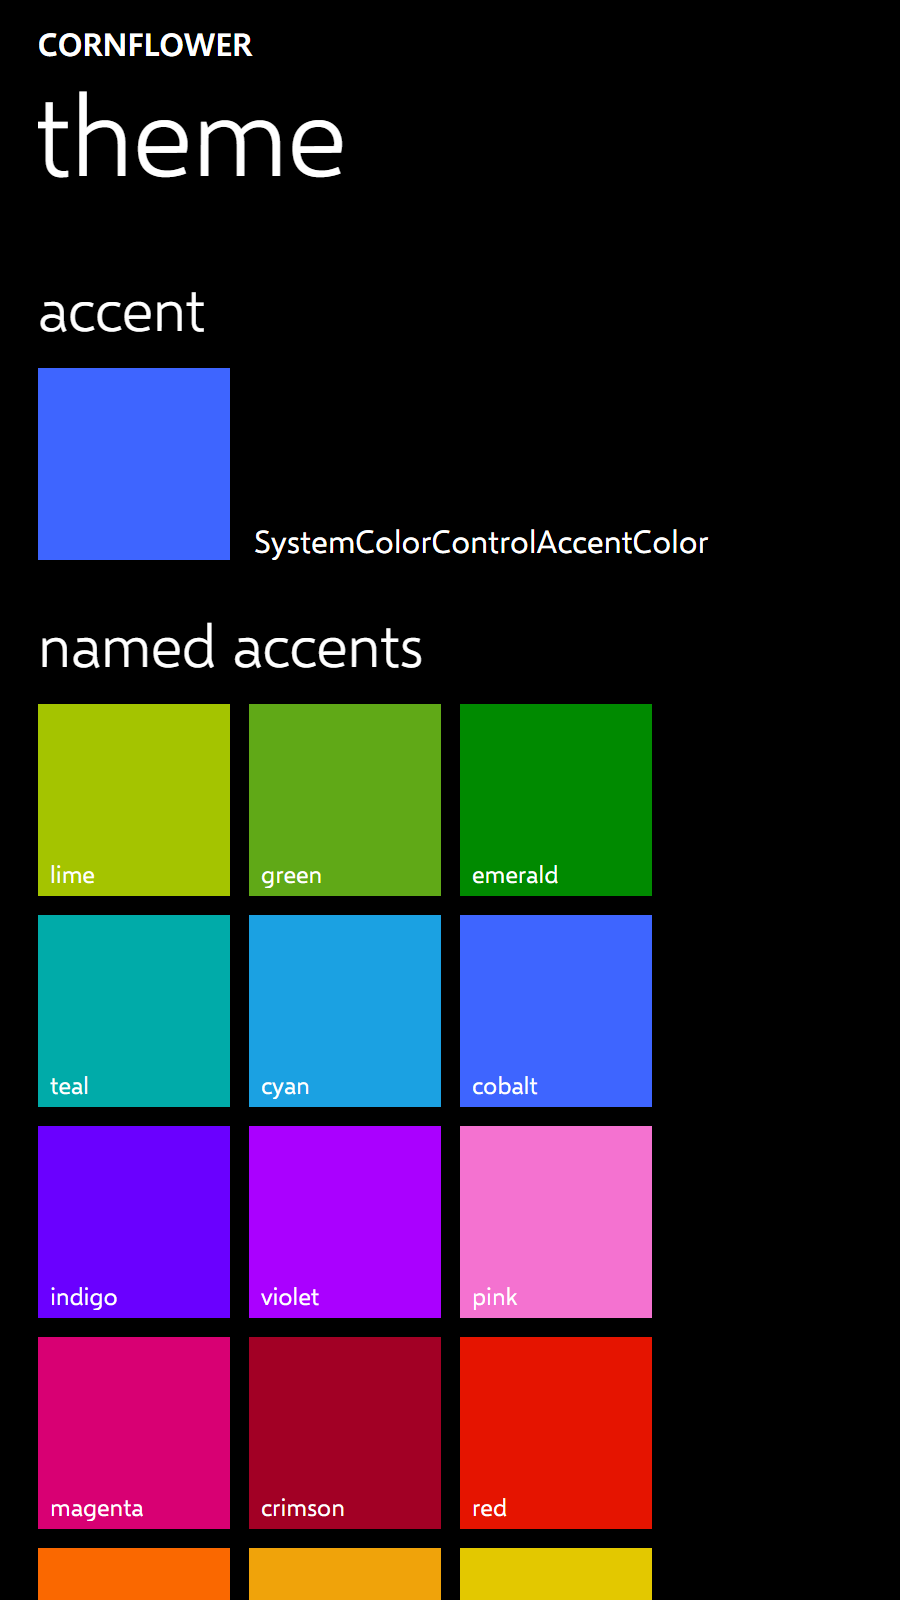 CORNFLOWER
theme
accent
SystemColorControlAccentColor
named accents
lime
green
emerald
teal
cyan
cobalt
indigo
violet
pink
magenta
crimson
red